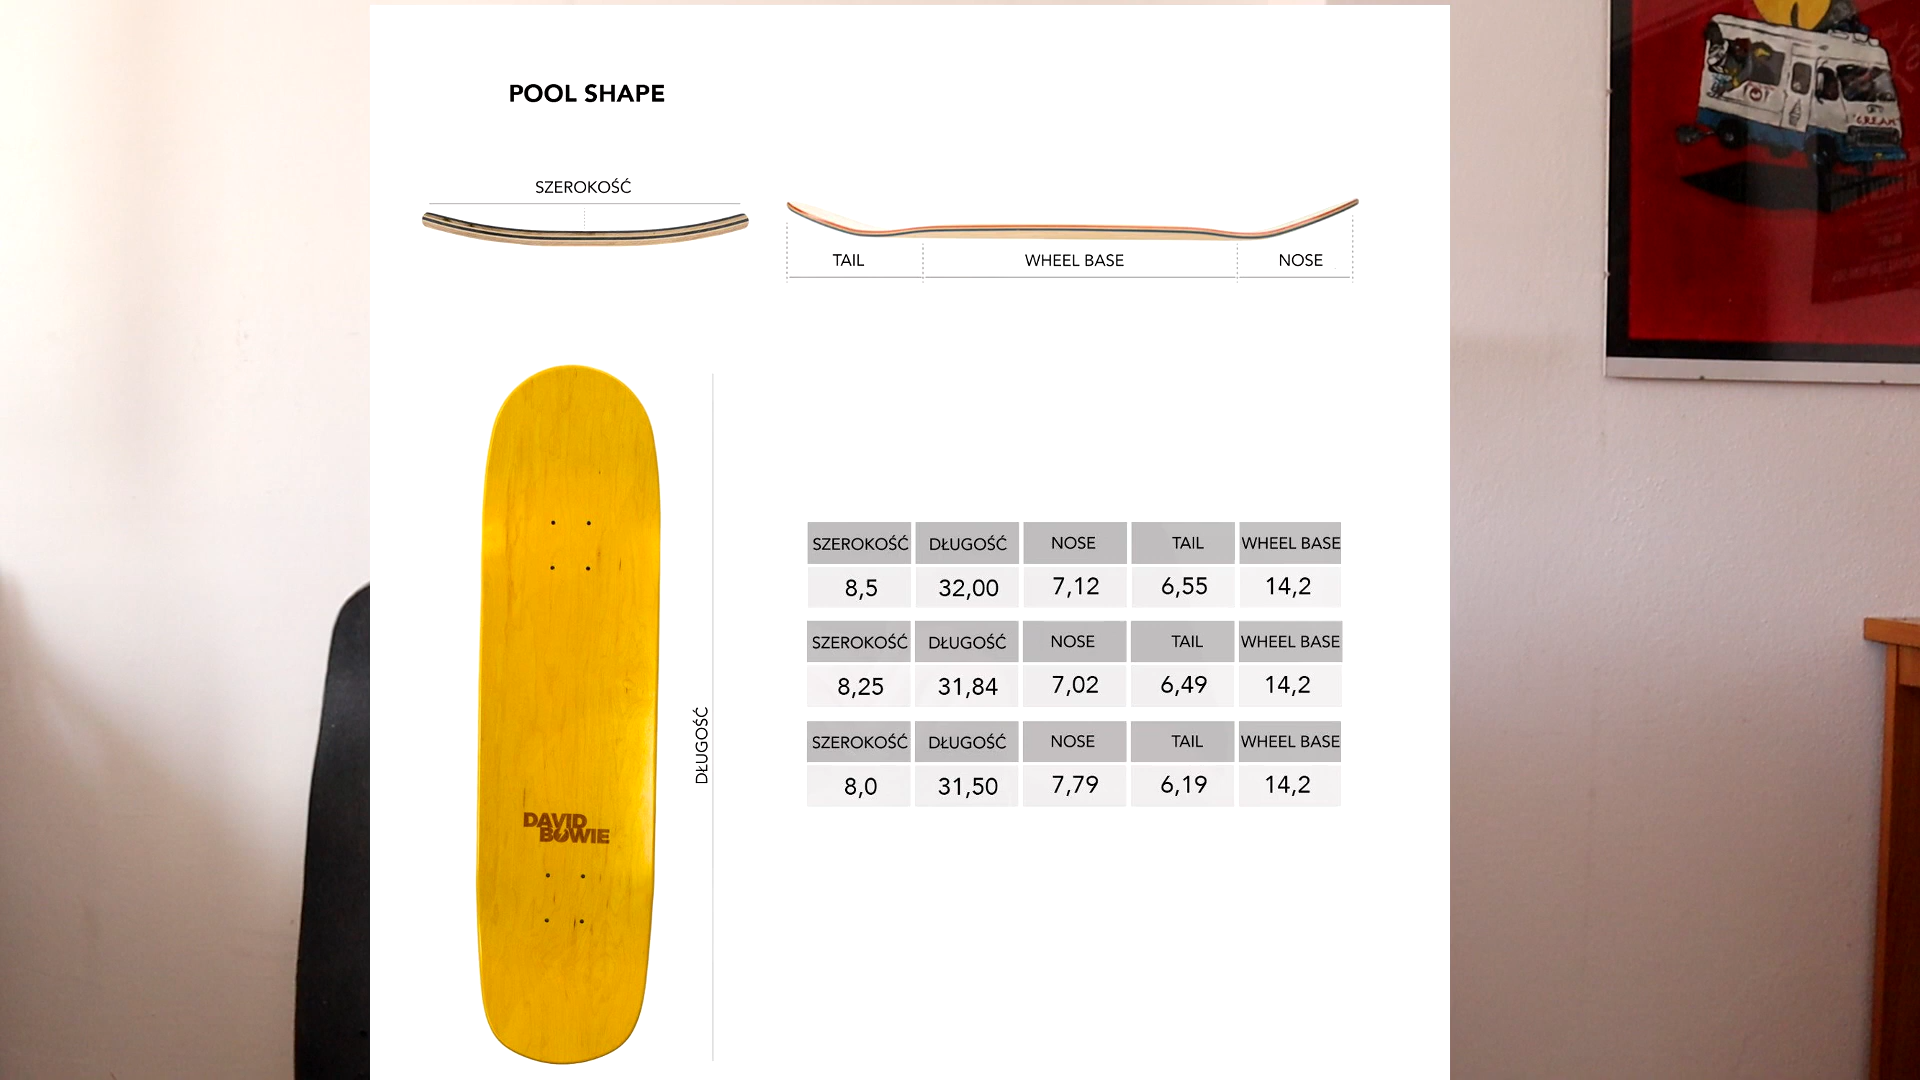 POOL SHAPE
SZEROKOŚĆ
TAIL WHEEL BASE NOSE
DŁUGOŚĆ
DAVID
BOWIE
SZEROKOŚĆ DŁUGOŚĆ NOSE TAIL WHEEL BASE
8,5 32,00 7,12 6,55 14,2
SZEROKOŚĆ DŁUGOŚĆ NOSE TAIL WHEEL BASE
8,25 31,84 7,02 6,49 14,2
SZEROKOŚĆ DŁUGOŚĆ NOSE TAIL WHEEL BASE
8,0 31,50 7,79 6,19 14,2
CREAM